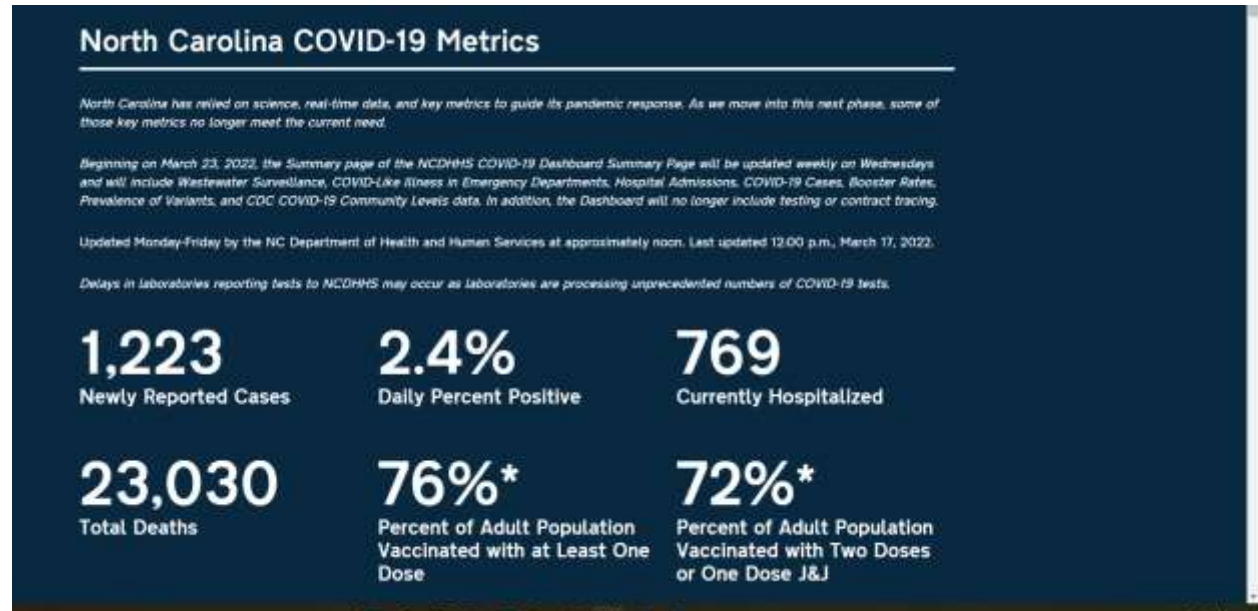 North Carolina COVID-19 Metrics
North Carolina has relied on science, real-time data, and key metrics to guide its pandemic response. As we move into this next phase, some of
those key metrics no longer meet the current need.
Beginning on March 23, 2022, the Summary page of the NCDHHS COVID-19 Dashboard Summary Page will be updated weekly on Wednesdays
and will include Wastewater Surveillance, COVID-Like Illness in Emergency Departments, Hospital Admissions, COVID-19 Cases, Booster Rates,
Prevalence of Variants, and CDC COVID-19 Community Levels data. In addition, the Dashboard will no longer include testing or contract tracing.
Updated Monday-Friday by the NC Department of Health and Human Services at approximately noon. Last updated 12:00 p.m., March 17, 2022.
Delays in laboratories reporting tests to NCDHHS may occur as laboratories are processing unprecedented numbers of COVID-19 tests.
1,223 2.4% 769
Newly Reported Cases Daily Percent Positive Currently Hospitalized
23,030 76%* 72%*
Total Deaths Percent of Adult Population Percent of Adult Population
Vaccinated with at Least One Vaccinated with Two Doses
Dose or One Dose J&J